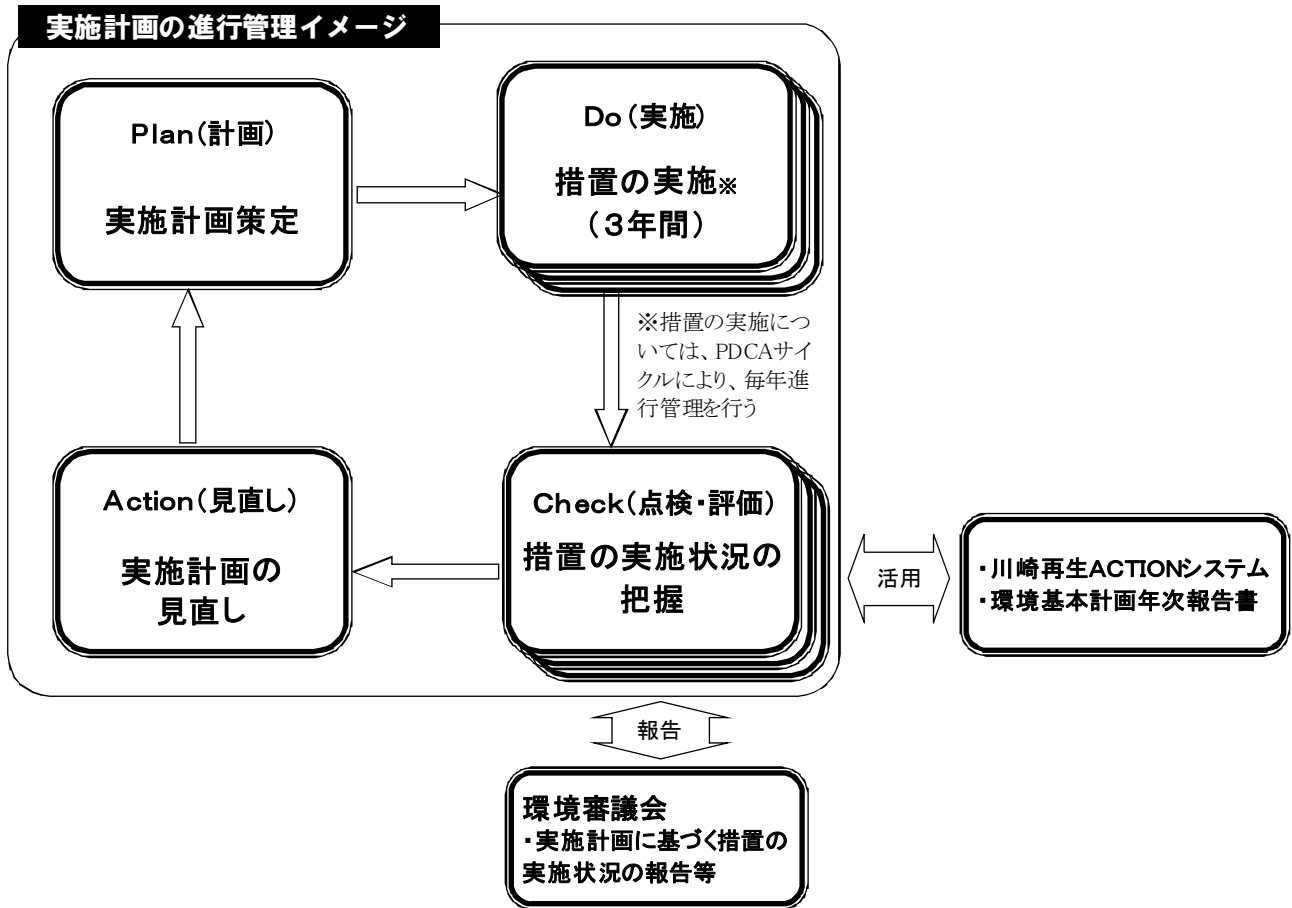 実施計画の進行管理イメージ
Plan(計画)
実施計画策定
Do(実施)
措置の実施※
(3年間)
※措置の実施につ
いては、PDCAサイ
クルにより、毎年進
行管理を行う
Action(見直し)
実施計画の
見直し
Check(点検・評価)
措置の実施状況の
把握
活用
・川崎再生ACTIONシステム
・環境基本計画年次報告書
報告
環境審議会
・実施計画に基づく措置の
実施状況の報告等